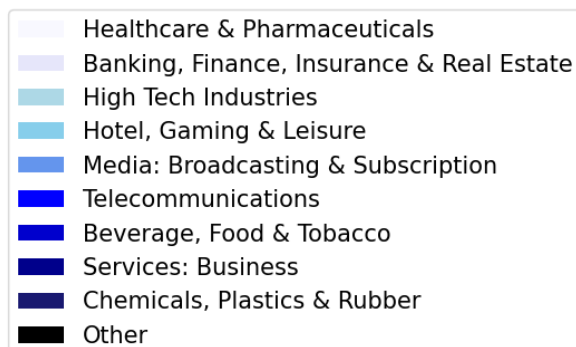 Healthcare & Pharmaceuticals
Banking, Finance, Insurance & Real Estate
High Tech Industries
Hotel, Gaming & Leisure
Media: Broadcasting & Subscription
Telecommunications
Beverage, Food & Tobacco
Services: Business
Chemicals, Plastics & Rubber
Other